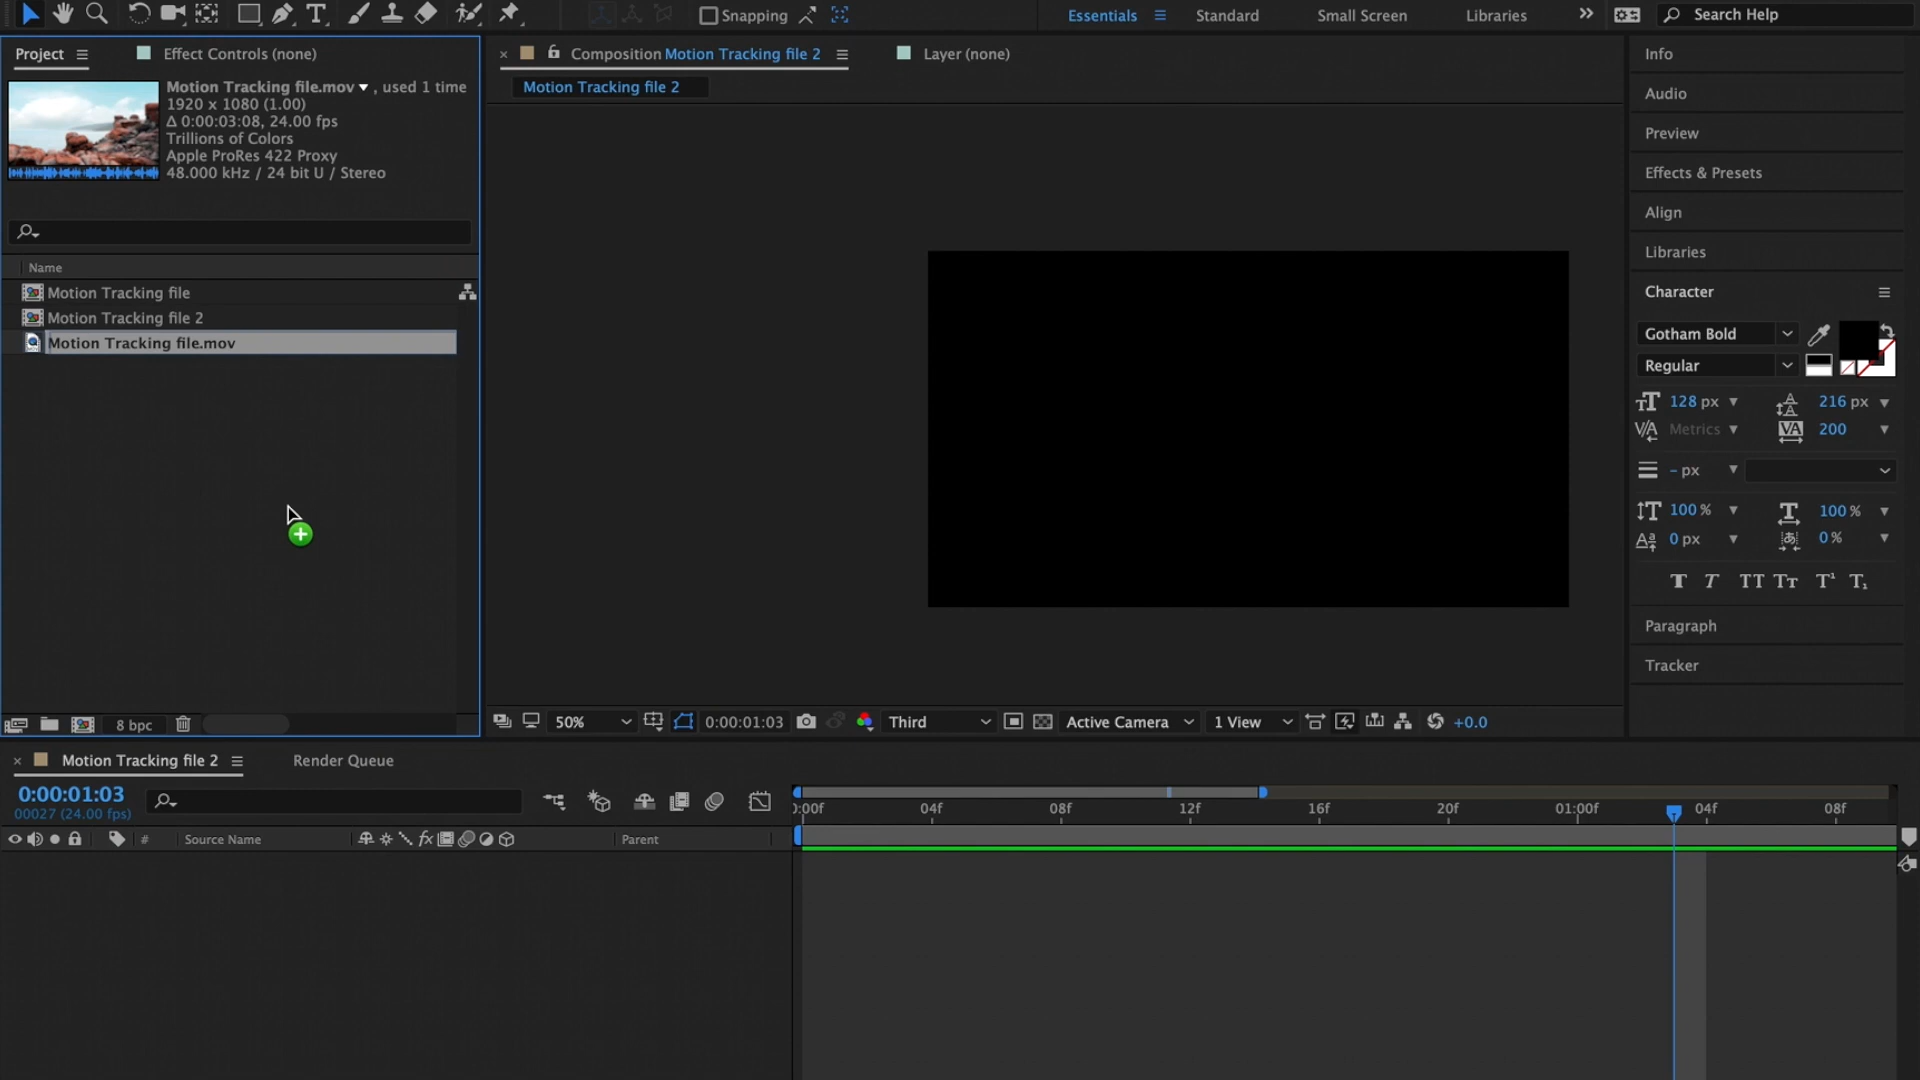 Snapping
Essentials
Standard
Small Screen
Libraries
Search Help
Project
Effect Controls (none)
Motion Tracking file.mov , used 1 time
1920 x 1080 (1.00)
Δ 0:00:03:08, 24.00 fps
Trillions of Colors
Apple ProRes 422 Proxy
48.000 kHz / 24 bit U / Stereo
Name
Motion Tracking file
Motion Tracking file 2
Motion Tracking file.mov
8 bpc
× Composition Motion Tracking file 2
Layer (none)
Motion Tracking file 2
50%
0:00:01:03
Third
Active Camera
1 View
+0.0
Info
Audio
Preview
Effects & Presets
Align
Libraries
Character
Gotham Bold
Regular
128 px
216 px
Metrics
200
- px
100 %
100 %
0 px
0 %
T T TT Tт T¹ T₁
Paragraph
Tracker
× Motion Tracking file 2
Render Queue
0:00:01:03
00027 (24.00 fps)
# Source Name
fx
Parent
0:00f 04f 08f 12f 16f 20f 01:00f 04f 08f